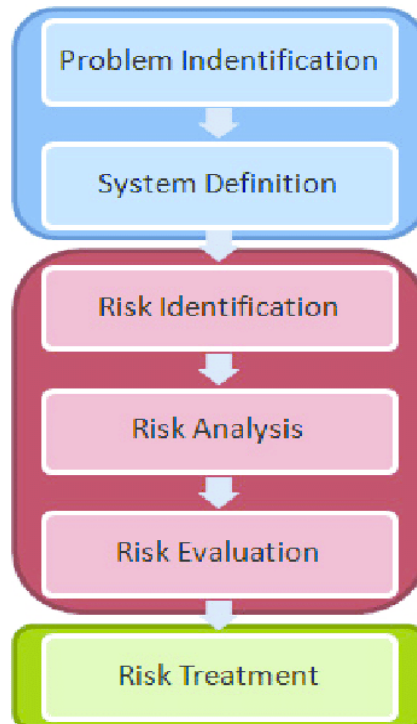 Problem Indentification
System Definition
Risk Identification
Risk Analysis
Risk Evaluation
Risk Treatment